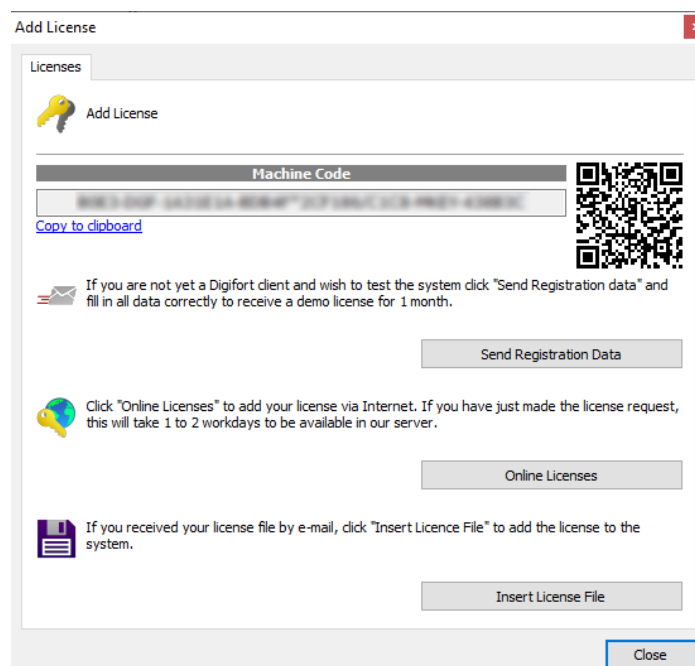 Add License
Licenses
Add License
Machine Code
Copy to clipboard
If you are not yet a Digifort client and wish to test the system click "Send Registration data" and
fill in all data correctly to receive a demo license for 1 month.
Send Registration Data
Click "Online Licenses" to add your license via Internet. If you have just made the license request,
this will take 1 to 2 workdays to be available in our server.
Online Licenses
If you received your license file by e-mail, click "Insert Licence File" to add the license to the
system.
Insert License File
Close